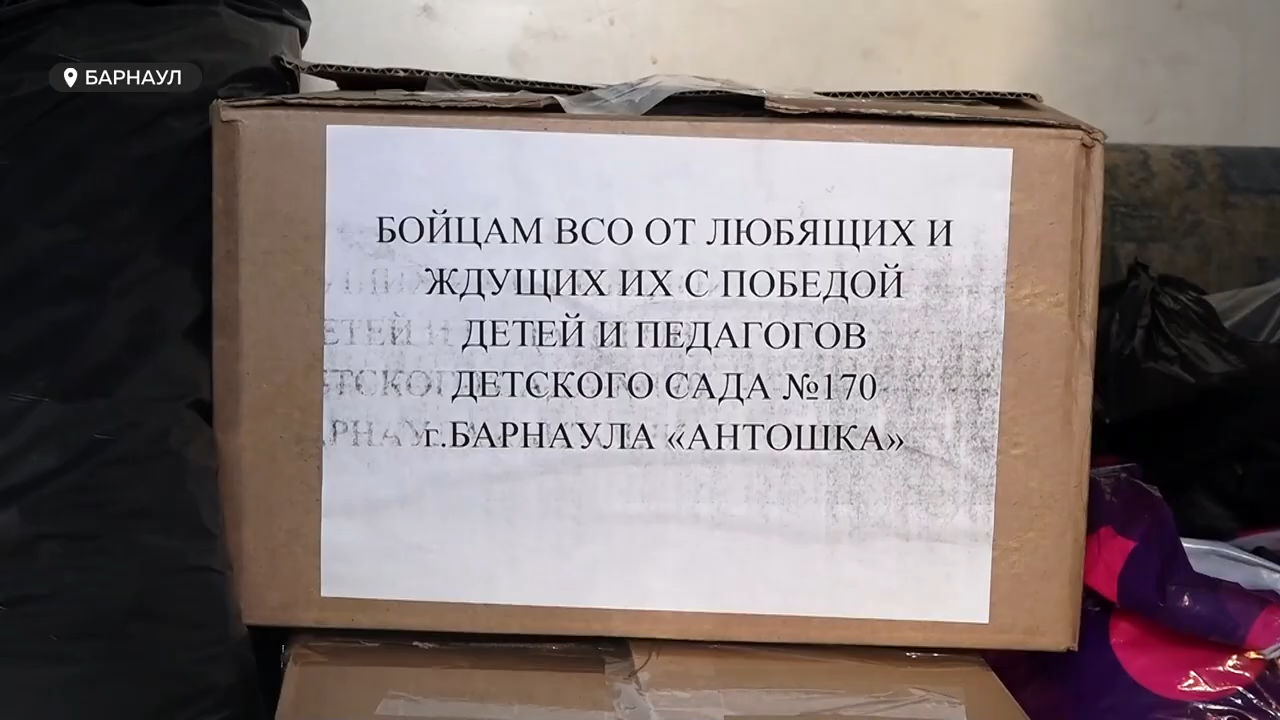 БАРНАУЛ
БОЙЦАМ ВСО ОТ ЛЮБЯЩИХ И
ЖДУЩИХ ИХ С ПОБЕДОЙ
ДЕТЕЙ И ПЕДАГОГОВ
ДЕТСКОГО САДА №170
г.БАРНАУЛА «АНТОШКА»